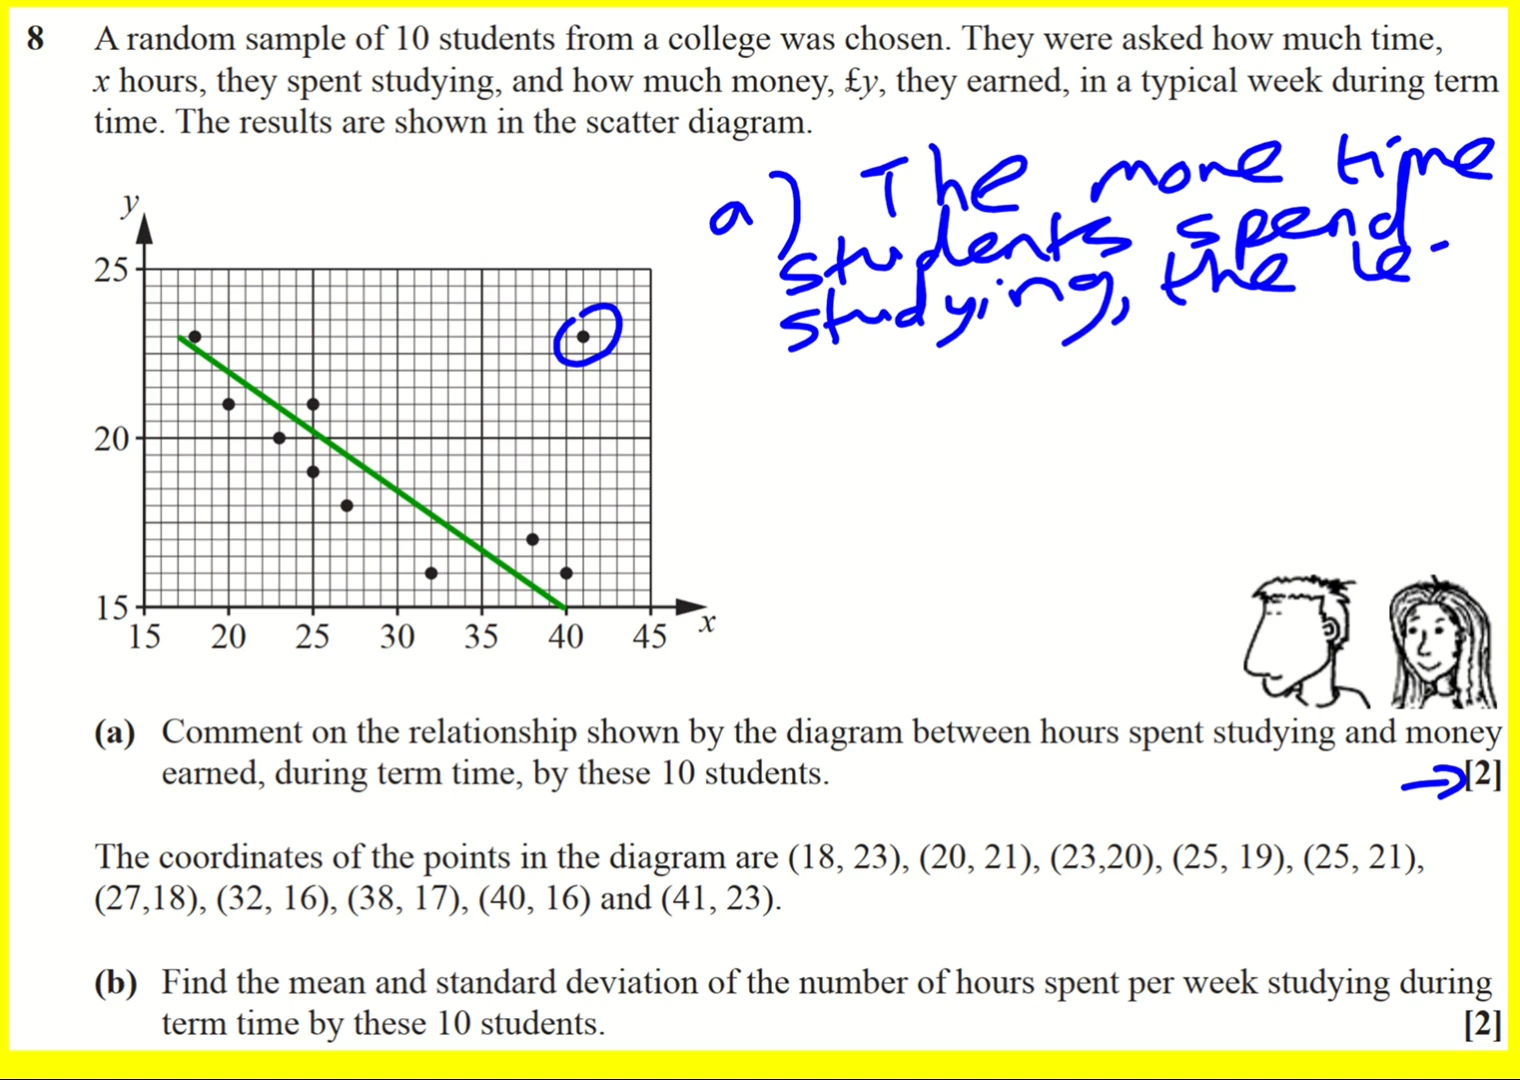 8 A random sample of 10 students from a college was chosen. They were asked how much time,
x hours, they spent studying, and how much money, £y, they earned, in a typical week during term
time. The results are shown in the scatter diagram.
a) The more time
students spend
studying, the le-
y
25
20
15
15 20 25 30 35 40 45 x
(a) Comment on the relationship shown by the diagram between hours spent studying and money
earned, during term time, by these 10 students. [2]
The coordinates of the points in the diagram are (18, 23), (20, 21), (23,20), (25, 19), (25, 21),
(27,18), (32, 16), (38, 17), (40, 16) and (41, 23).
(b) Find the mean and standard deviation of the number of hours spent per week studying during
term time by these 10 students. [2]